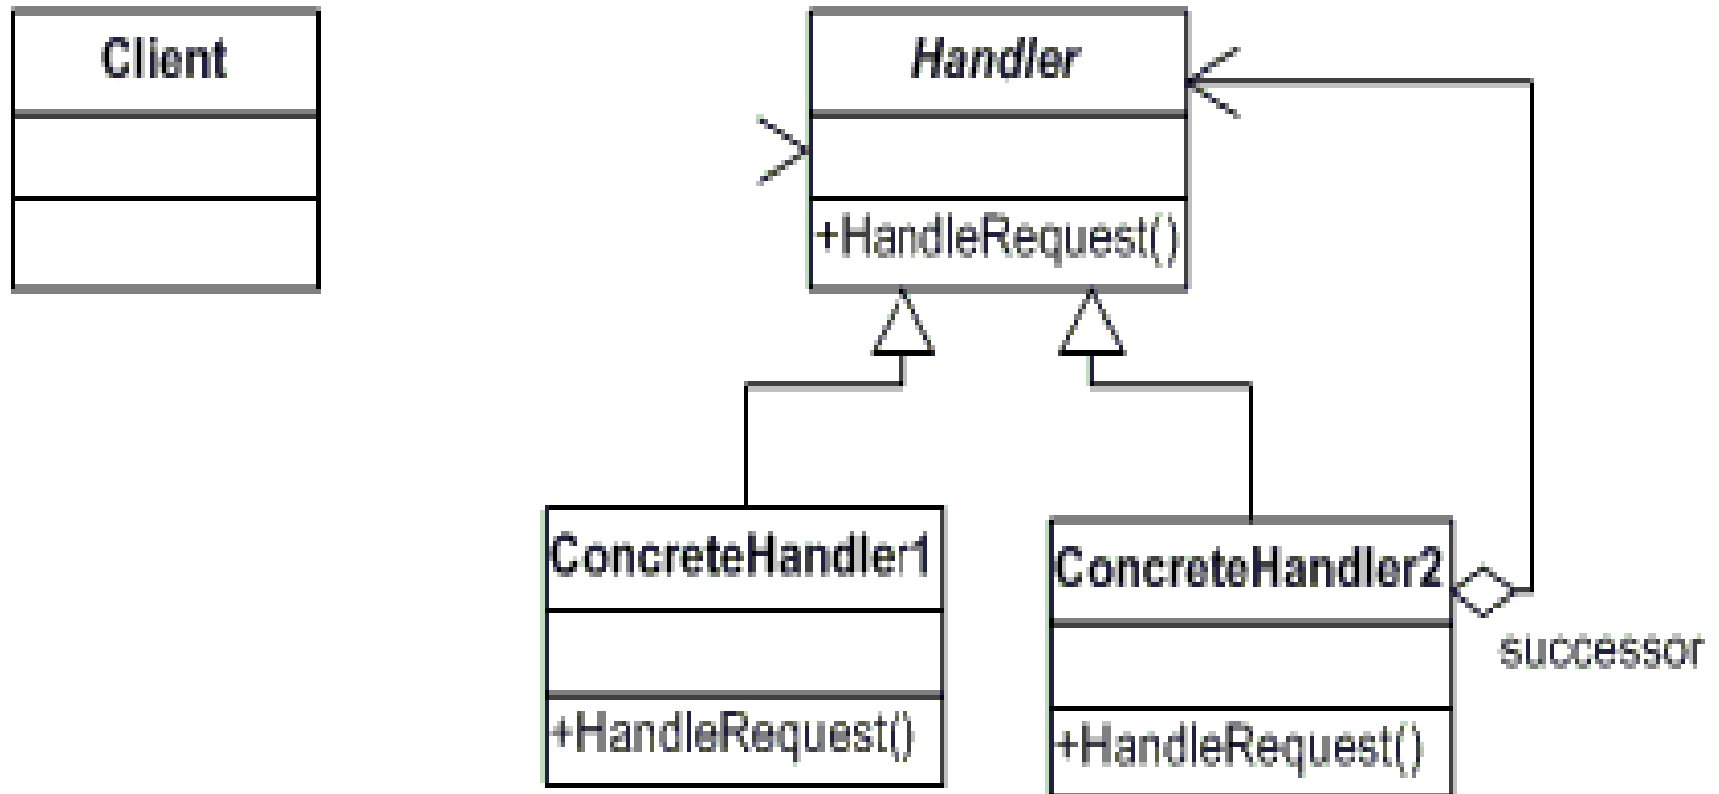 Client
Handler
+HandleRequest()
ConcreteHandler1
+HandleRequest()
ConcreteHandler2
+HandleRequest()
successor